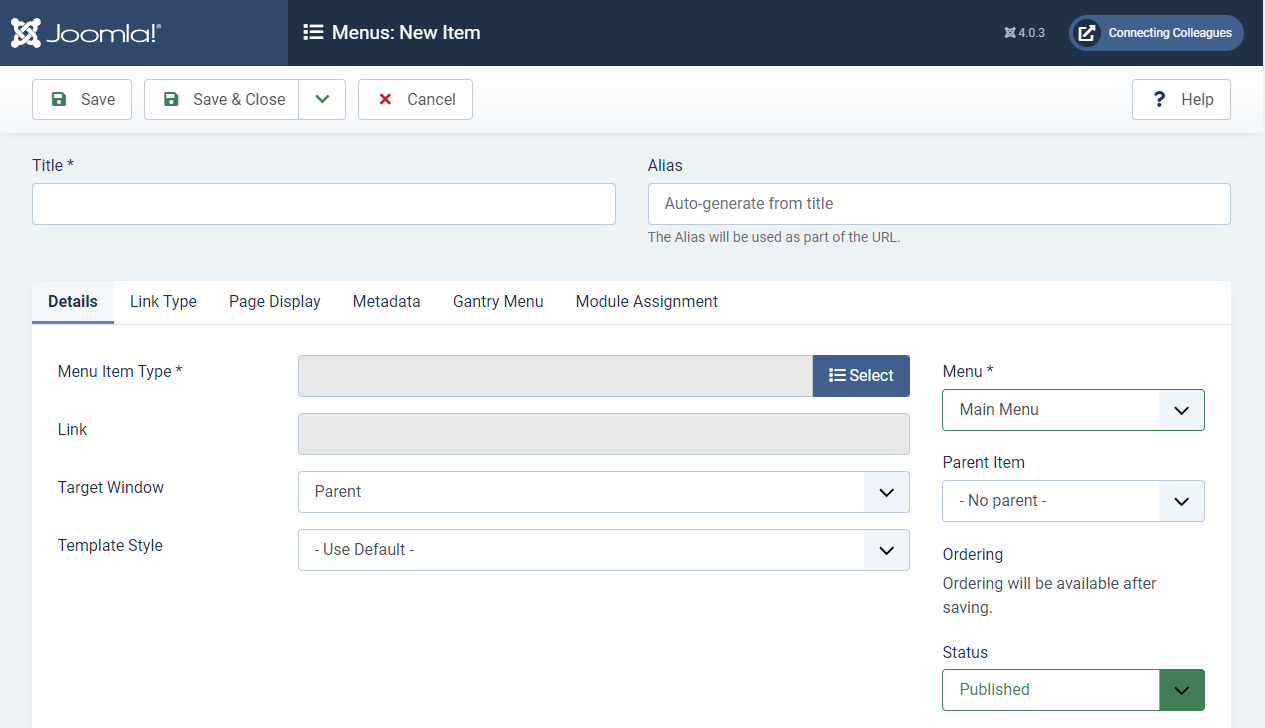 Joomla!® Menus: New Item 4.0.3 Connecting Colleagues
Save Save & Close Cancel ? Help
Title * Alias
Auto-generate from title
The Alias will be used as part of the URL.
Details Link Type Page Display Metadata Gantry Menu Module Assignment
Menu Item Type * Select
Link
Target Window Parent
Template Style - Use Default -
Menu *
Main Menu
Parent Item
- No parent -
Ordering
Ordering will be available after
saving.
Status
Published